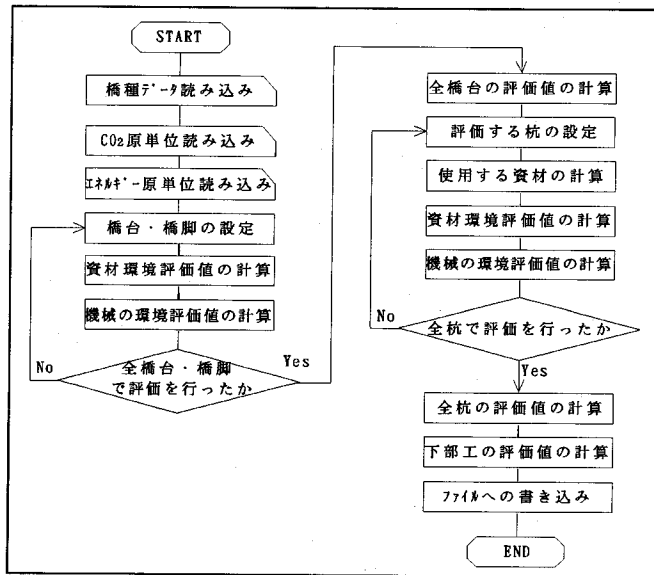 START
橋種データ読み込み
CO₂原単位読み込み
エネルギー原単位読み込み
橋台・橋脚の設定
資材環境評価値の計算
機械の環境評価値の計算
No
全橋台・橋脚
で評価を行ったか
Yes
全橋台の評価値の計算
評価する杭の設定
使用する資材の計算
資材環境評価値の計算
機械の環境評価値の計算
No
全杭で評価を行ったか
Yes
全杭の評価値の計算
下部工の評価値の計算
ファイルへの書き込み
END